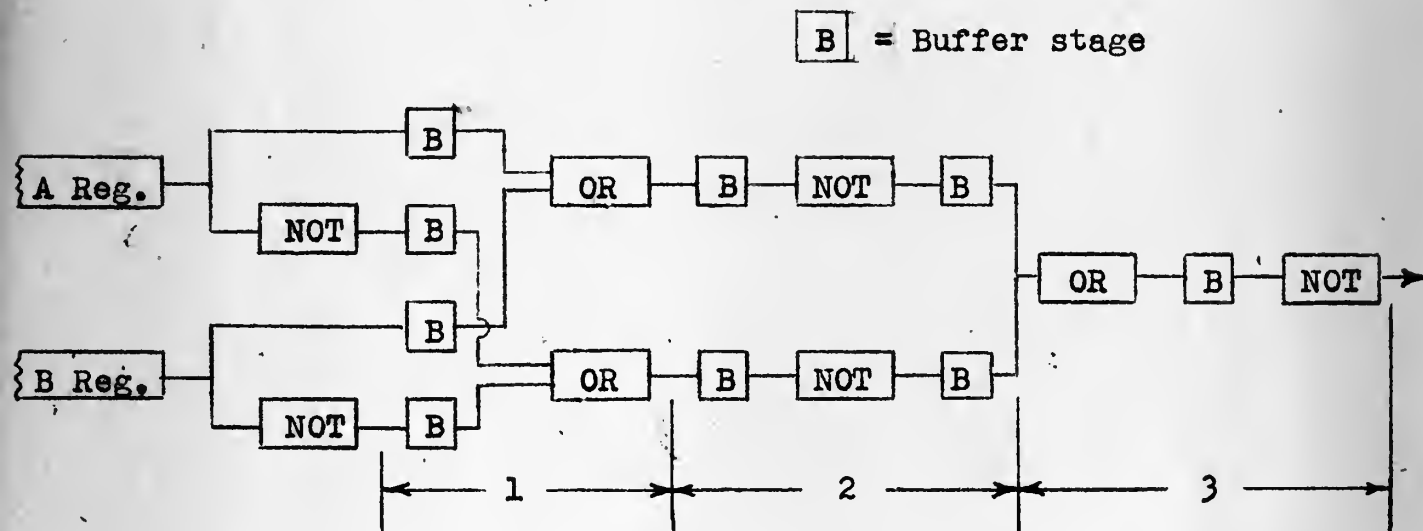 B = Buffer stage
B
A Reg.
OR B NOT B
NOT B
OR B NOT
B
B Reg.
OR B NOT B
NOT B
1 2 3